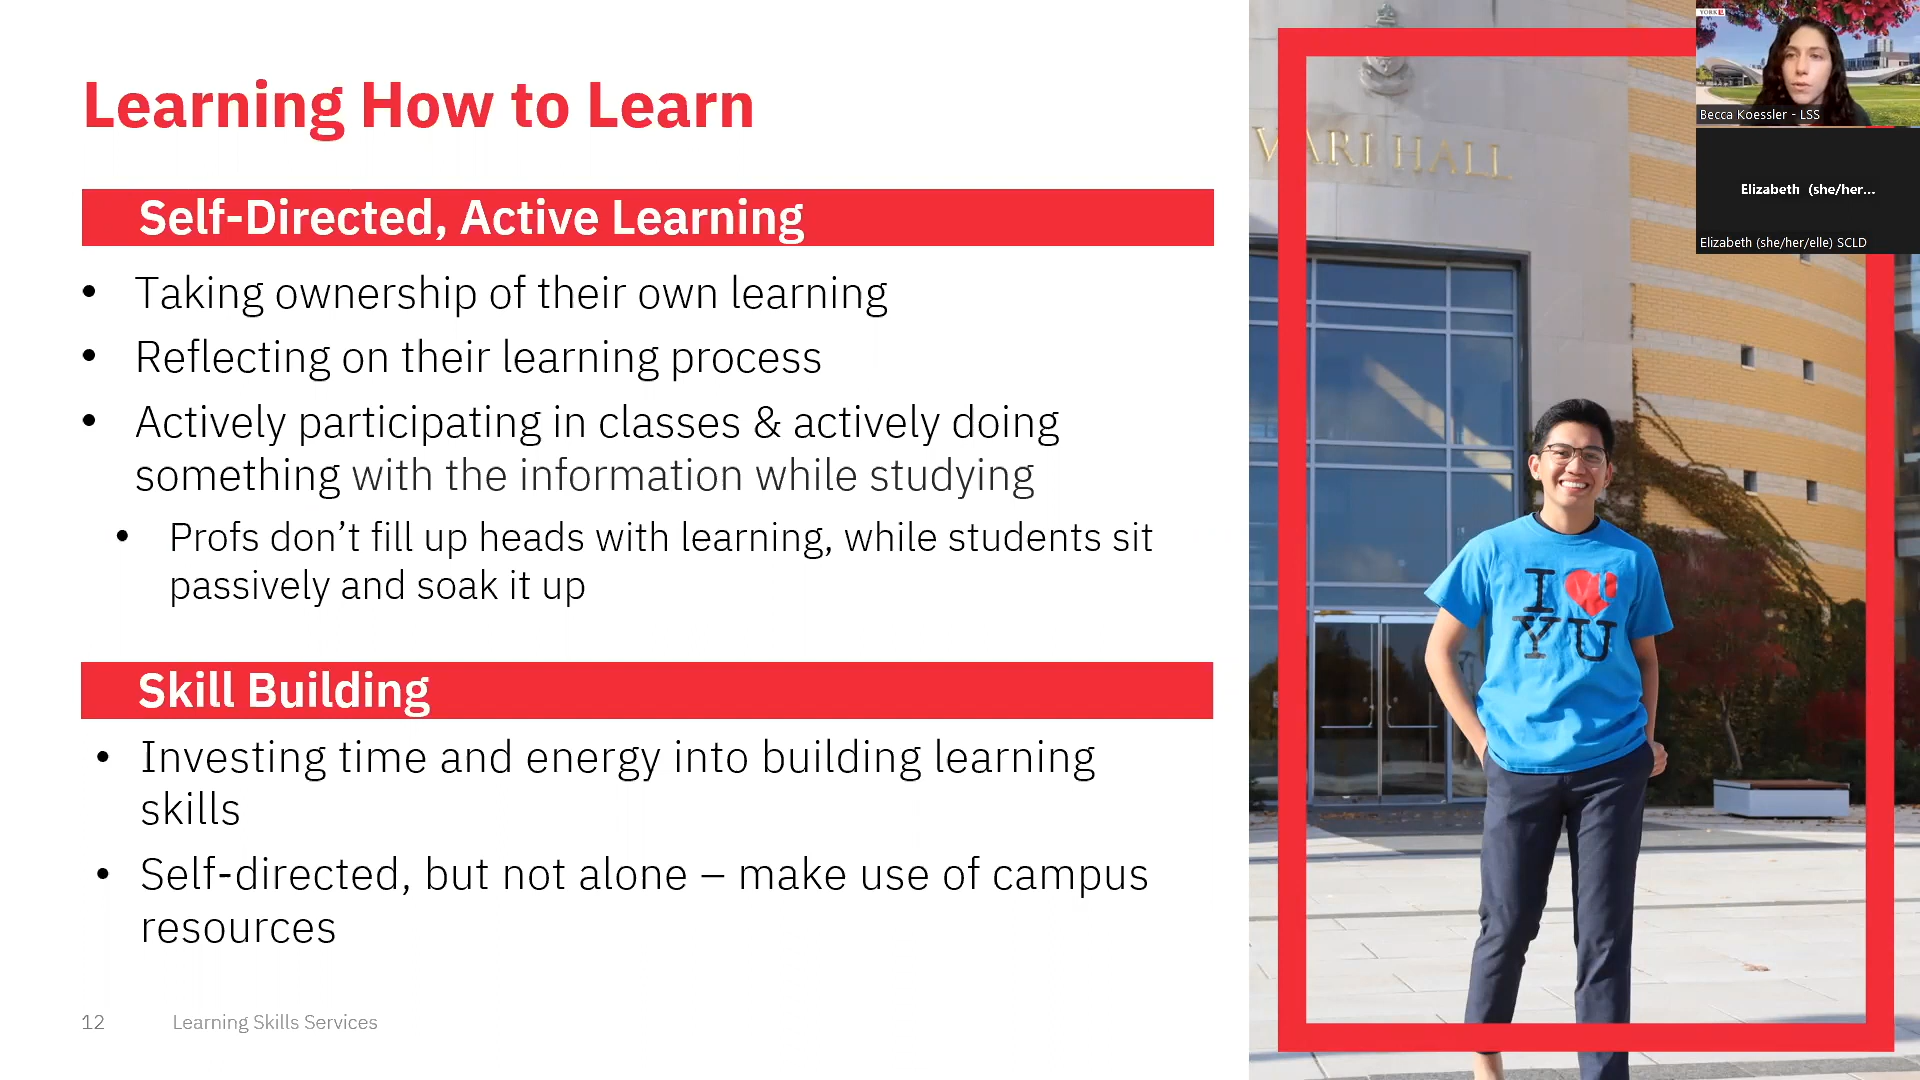 Learning How to Learn
Self-Directed, Active Learning
• Taking ownership of their own learning
• Reflecting on their learning process
• Actively participating in classes & actively doing
something with the information while studying
• Profs don’t fill up heads with learning, while students sit
passively and soak it up
Skill Building
• Investing time and energy into building learning
skills
• Self-directed, but not alone – make use of campus
resources
12 Learning Skills Services
VARI HALL
I
YU
YORK U
Becca Koessler - LSS
Elizabeth (she/her...
Elizabeth (she/her/elle) SCLD